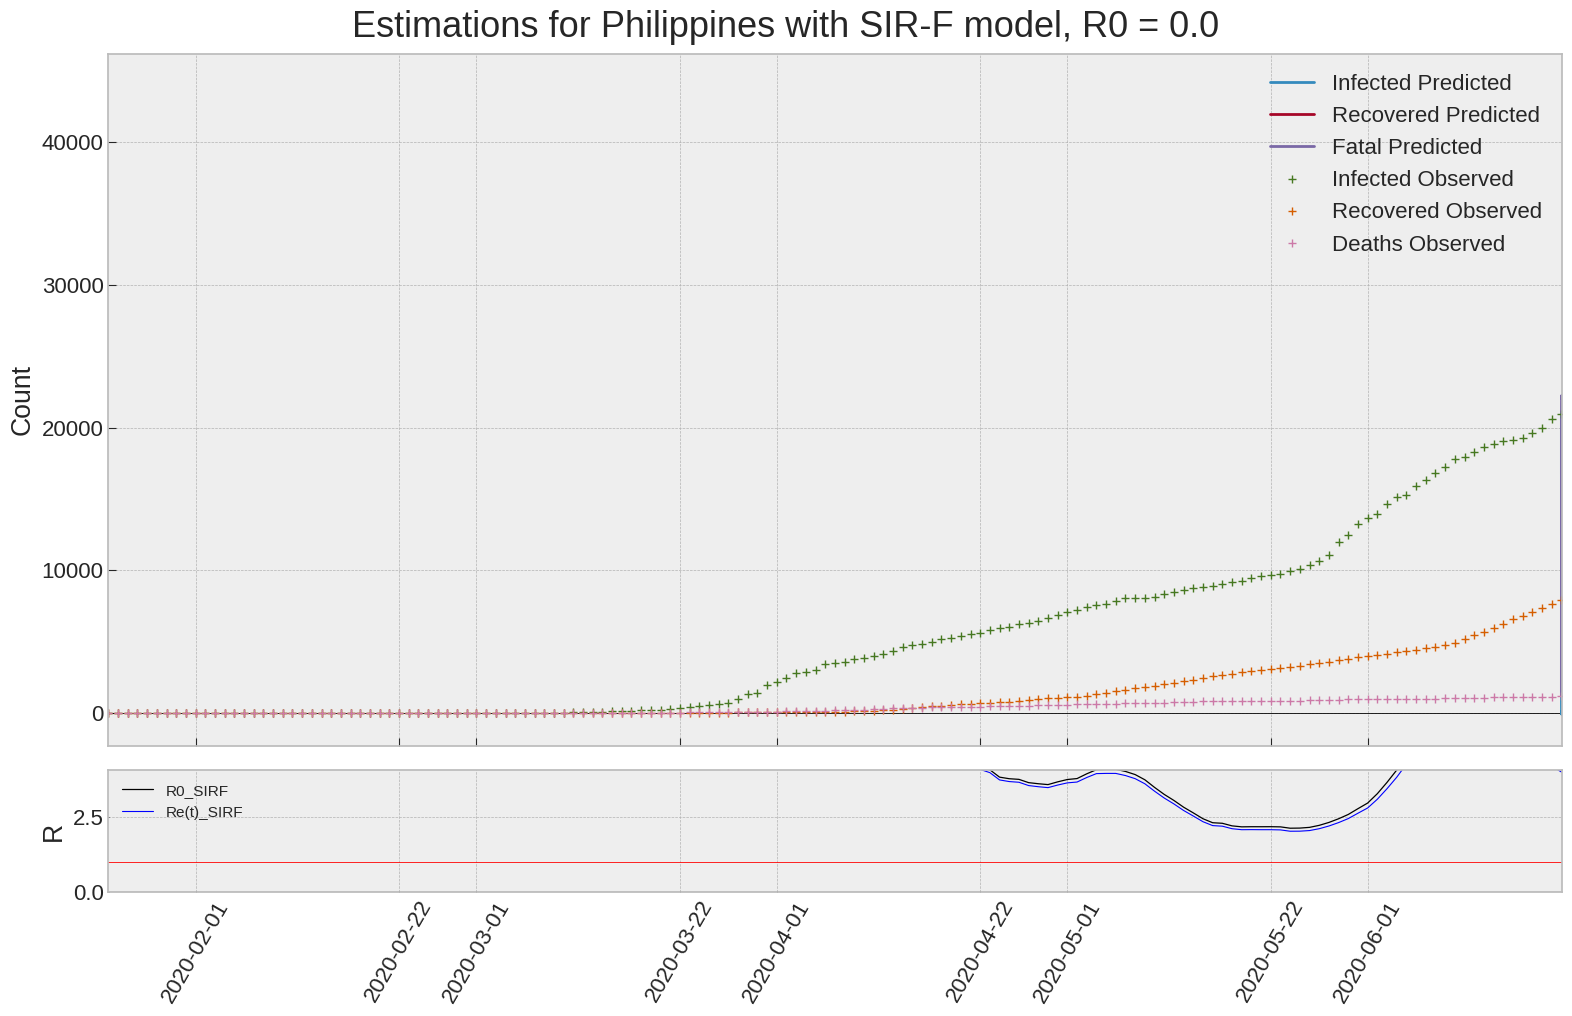 Estimations for Philippines with SIR-F model, R0 = 0.0
Infected Predicted
Recovered Predicted
Fatal Predicted
Infected Observed
Recovered Observed
Deaths Observed
Count
40000
30000
20000
10000
0
R0_SIRF
Re(t)_SIRF
R
2.5
0.0
2020-02-01
2020-02-22
2020-03-01
2020-03-22
2020-04-01
2020-04-22
2020-05-01
2020-05-22
2020-06-01